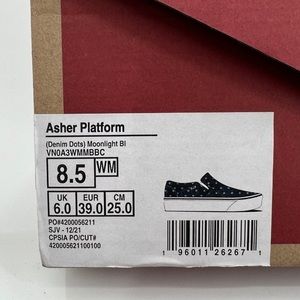 Asher Platform
(Denim Dots) Moonlight Bl
VN0A3WMMBBC
8.5 WM
UK EUR CM
6.0 39.0 25.0
PO#4200056211
SJV - 12/21
CPSIA PO/CUT#
420005621100100
1 96011 26267 1